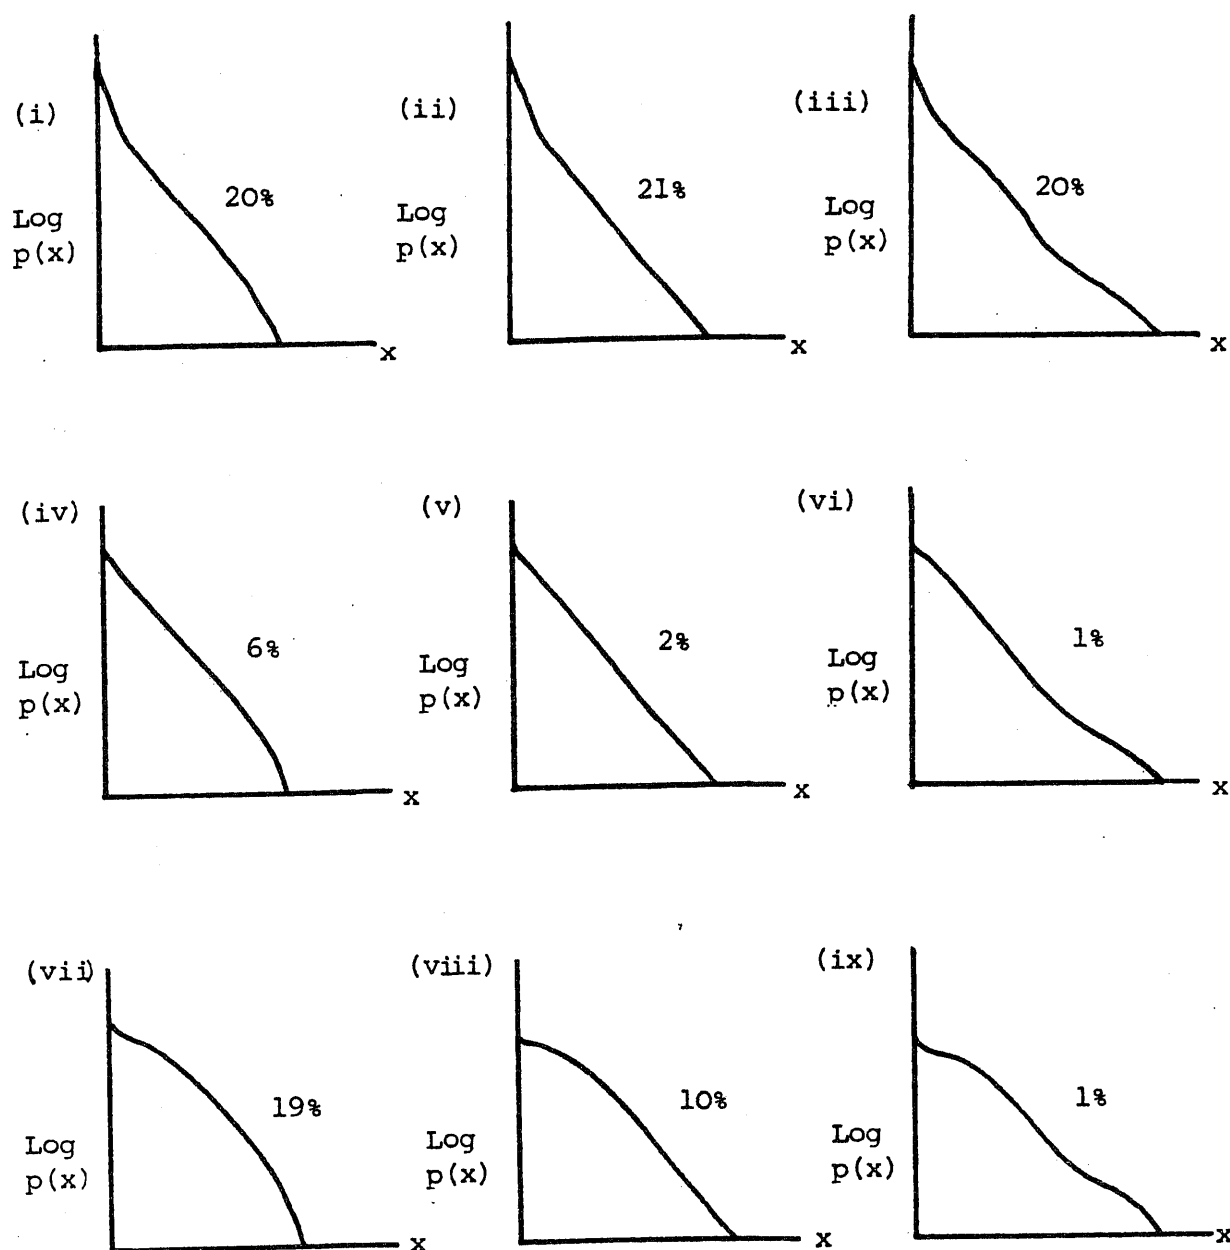 (i)
20%
Log
p(x)
x
(ii)
21%
Log
p(x)
x
(iii)
20%
Log
p(x)
x
(iv)
6%
Log
p(x)
x
(v)
2%
Log
p(x)
x
(vi)
1%
Log
p(x)
x
(vii)
19%
Log
p(x)
x
(viii)
10%
Log
p(x)
x
(ix)
1%
Log
p(x)
x